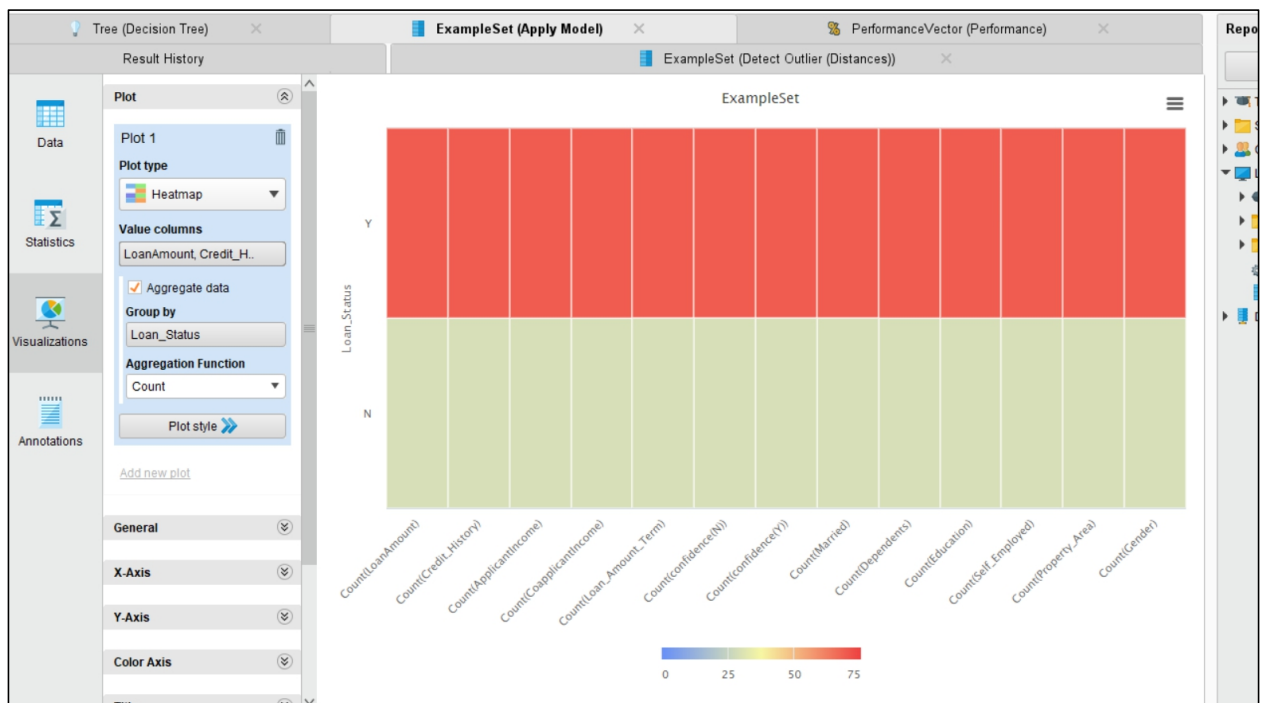 Tree (Decision Tree)
ExampleSet (Apply Model)
PerformanceVector (Performance)
Repo
Result History
ExampleSet (Detect Outlier (Distances))
Data
Statistics
Visualizations
Annotations
Plot
Plot 1
Plot type
Heatmap
Value columns
LoanAmount, Credit_H..
Aggregate data
Group by
Loan_Status
Aggregation Function
Count
Plot style
Add new plot
General
X-Axis
Y-Axis
Color Axis
ExampleSet
Loan_Status
Y
N
Count(LoanAmount)
Count(Credit_History)
Count(ApplicantIncome)
Count(CoapplicantIncome)
Count(Loan_Amount_Term)
Count(confidence(N))
Count(confidence(Y))
Count(Married)
Count(Dependents)
Count(Education)
Count(Self_Employed)
Count(Property_Area)
Count(Gender)
0 25 50 75